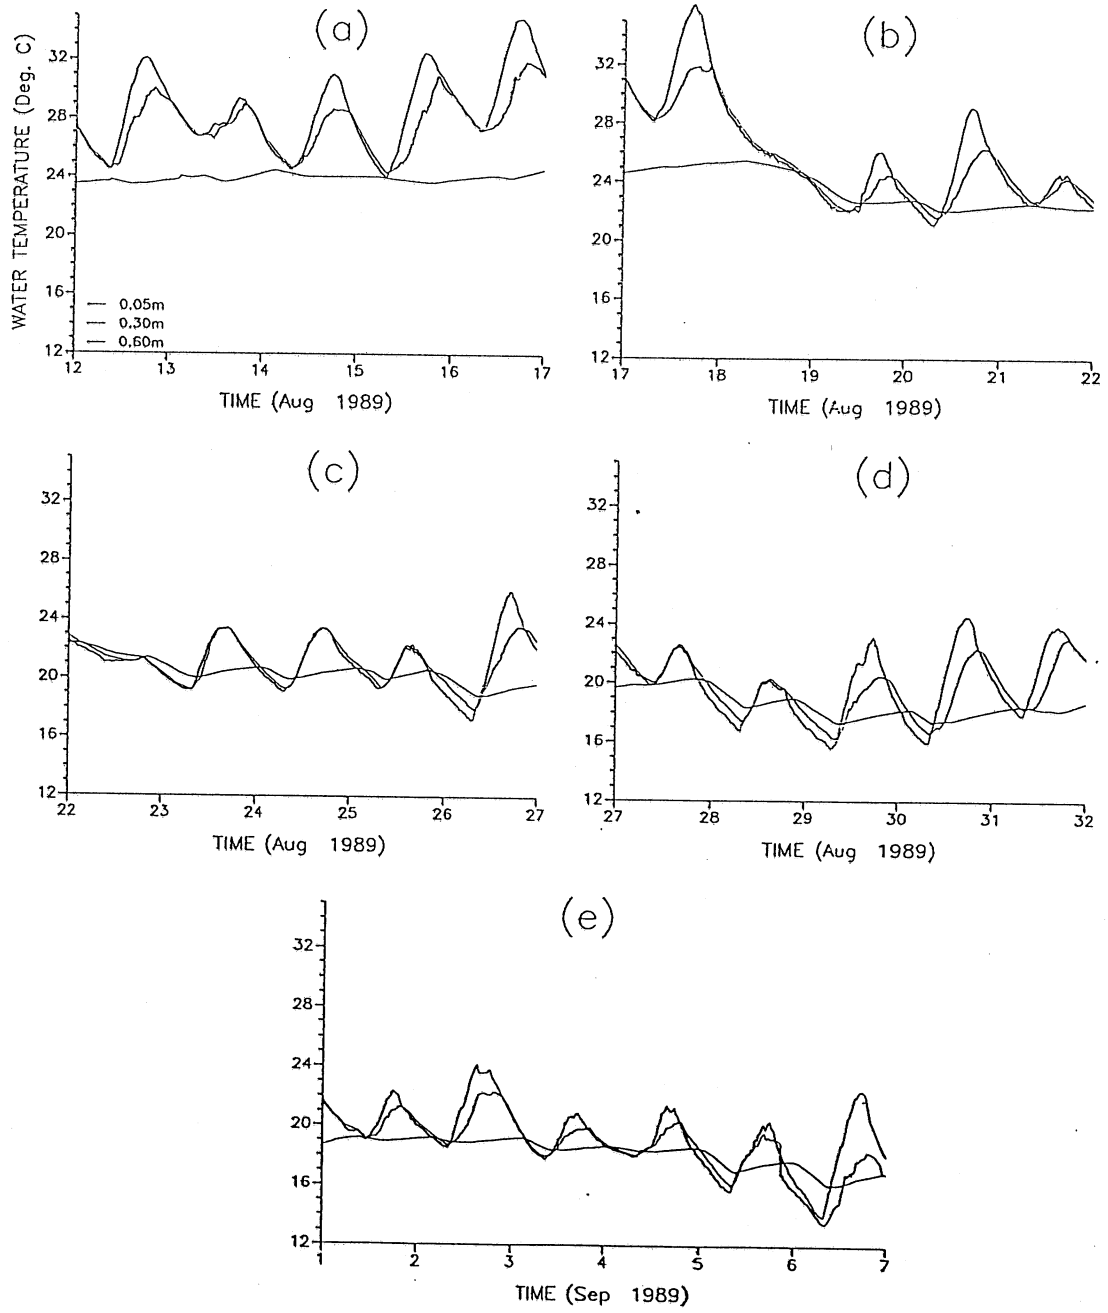 (a)
WATER TEMPERATURE (Deg. C)
32
28
24
20
16
12
0.05m
0.30m
0.60m
12 13 14 15 16 17
TIME (Aug 1989)
(b)
32
28
24
20
16
12
17 18 19 20 21 22
TIME (Aug 1989)
(c)
32
28
24
20
16
12
22 23 24 25 26 27
TIME (Aug 1989)
(d)
32
28
24
20
16
12
27 28 29 30 31 32
TIME (Aug 1989)
(e)
32
28
24
20
16
12
1 2 3 4 5 6 7
TIME (Sep 1989)